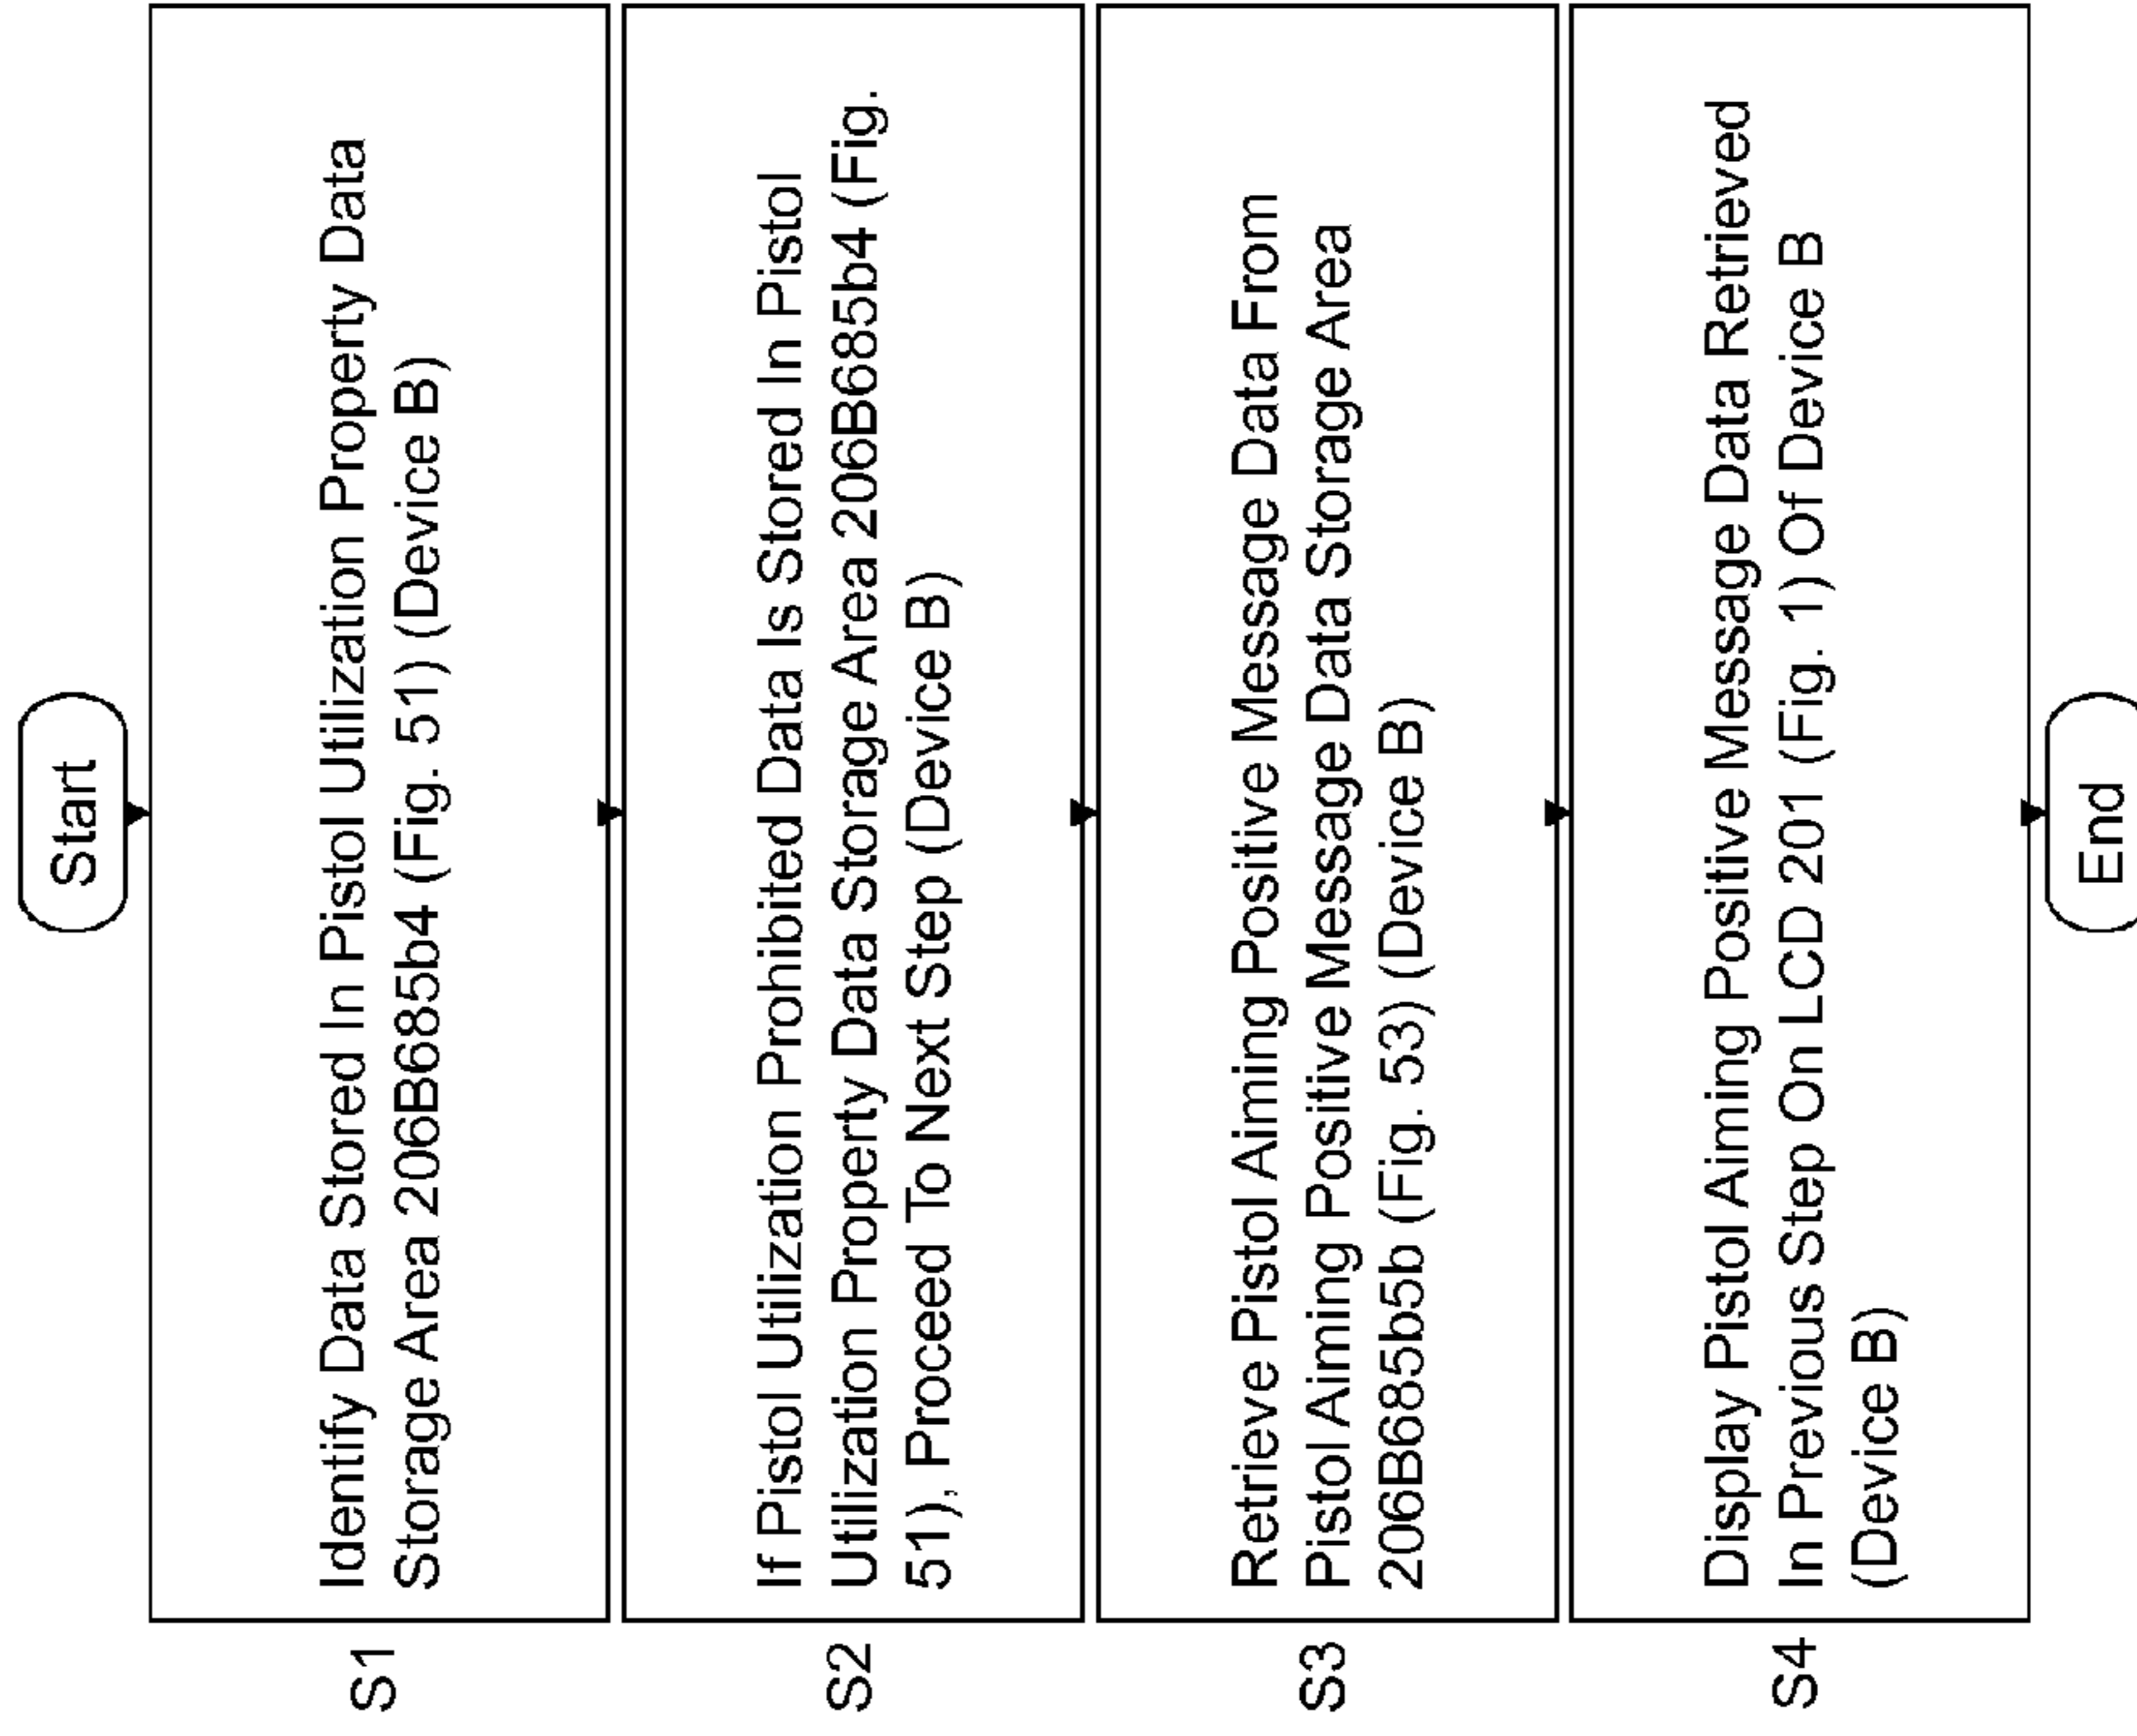 Start
S1
Identify Data Stored In Pistol Utilization Property Data
Storage Area 206B685b4 (Fig. 51) (Device B)
S2
If Pistol Utilization Prohibited Data Is Stored In Pistol
Utilization Property Data Storage Area 206B685b4 (Fig.
51), Proceed To Next Step (Device B)
S3
Retrieve Pistol Aiming Positive Message Data From
Pistol Aiming Positive Message Data Storage Area
206B685b5b (Fig. 53) (Device B)
S4
Display Pistol Aiming Positive Message Data Retrieved
In Previous Step On LCD 201 (Fig. 1) Of Device B
(Device B)
End